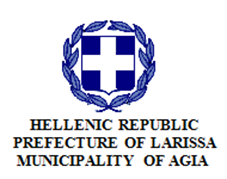 HELLENIC REPUBLIC
PREFECTURE OF LARISSA
MUNICIPALITY OF AGIA